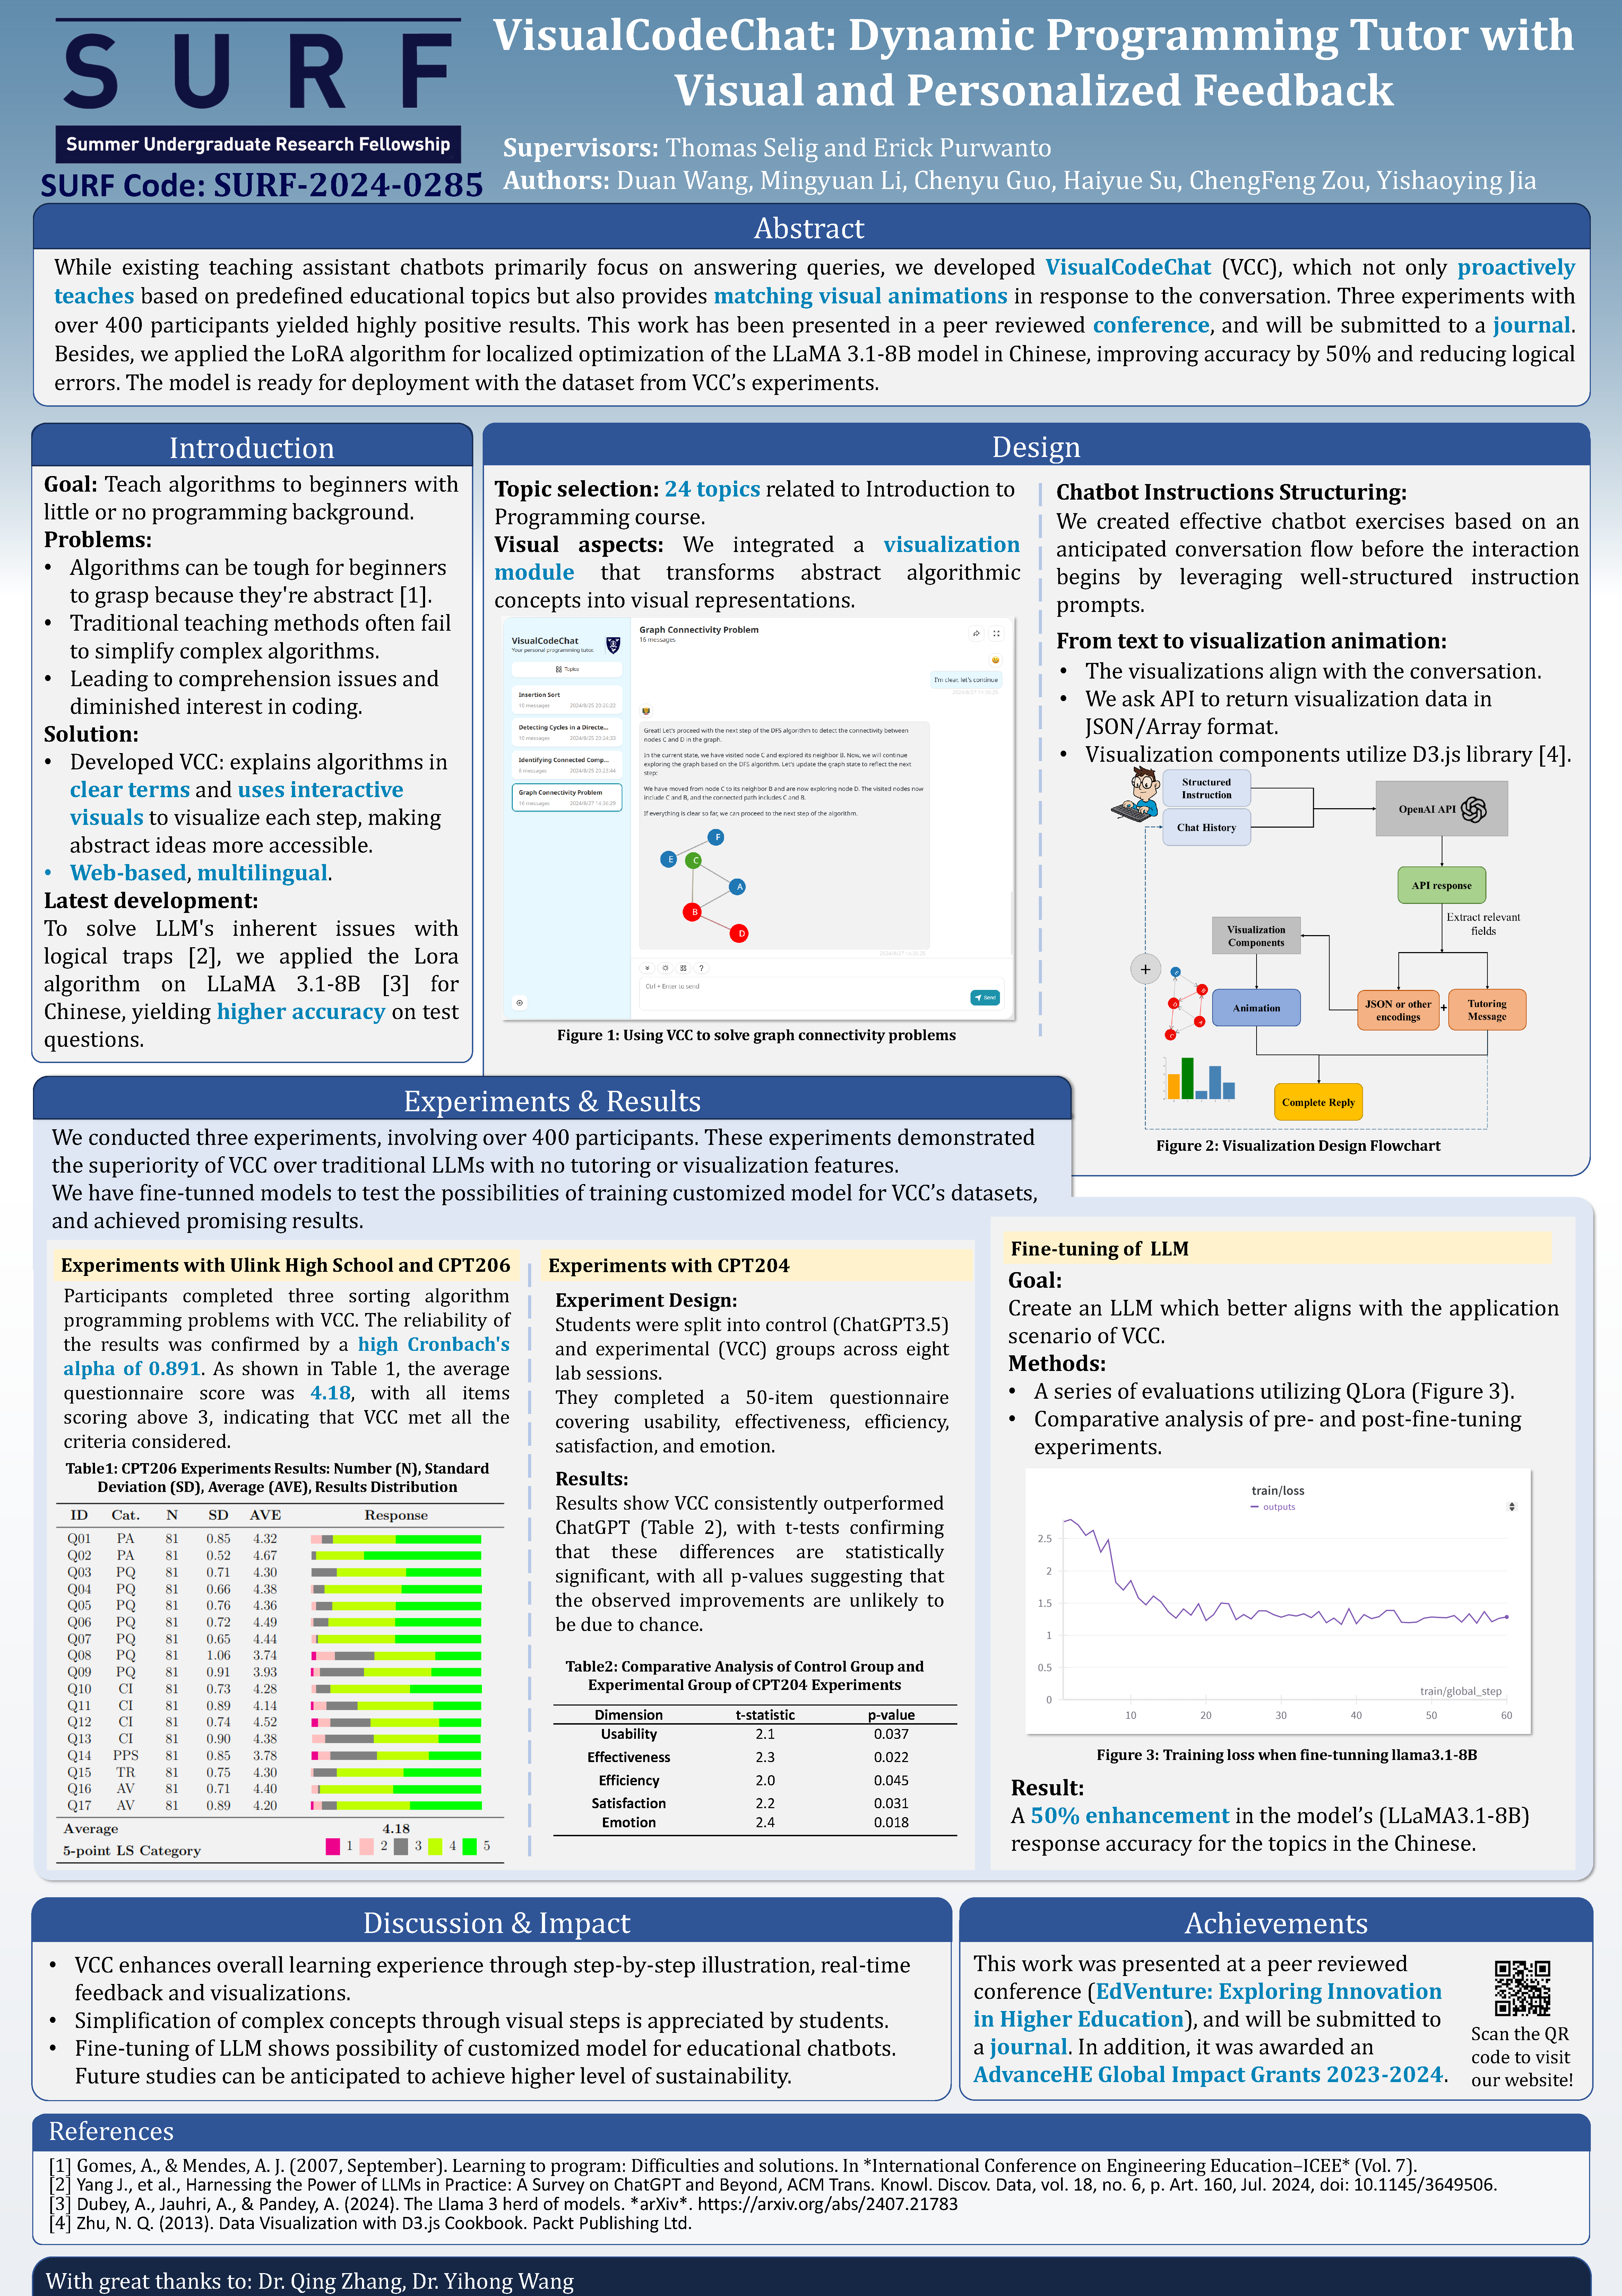 S U R F
Summer Undergraduate Research Fellowship
SURF Code: SURF-2024-0285
VisualCodeChat: Dynamic Programming Tutor with
Visual and Personalized Feedback
Supervisors: Thomas Selig and Erick Purwanto
Authors: Duan Wang, Mingyuan Li, Chenyu Guo, Haiyue Su, ChengFeng Zou, Yishaoying Jia
Abstract
While existing teaching assistant chatbots primarily focus on answering queries, we developed VisualCodeChat (VCC), which not only proactively
teaches based on predefined educational topics but also provides matching visual animations in response to the conversation. Three experiments with
over 400 participants yielded highly positive results. This work has been presented in a peer reviewed conference, and will be submitted to a journal.
Besides, we applied the LoRA algorithm for localized optimization of the LLaMA 3.1-8B model in Chinese, improving accuracy by 50% and reducing logical
errors. The model is ready for deployment with the dataset from VCC's experiments.
Introduction
Goal: Teach algorithms to beginners with
little or no programming background.
Problems:
• Algorithms can be tough for beginners
to grasp because they're abstract [1].
• Traditional teaching methods often fail
to simplify complex algorithms.
• Leading to comprehension issues and
diminished interest in coding.
Solution:
• Developed VCC: explains algorithms in
clear terms and uses interactive
visuals to visualize each step, making
abstract ideas more accessible.
• Web-based, multilingual.
Latest development:
To solve LLM's inherent issues with
logical traps [2], we applied the Lora
algorithm on LLaMA 3.1-8B [3] for
Chinese, yielding higher accuracy on test
questions.
Design
Topic selection: 24 topics related to Introduction to
Programming course.
Visual aspects: We integrated a visualization
module that transforms abstract algorithmic
concepts into visual representations.
VisualCodeChat
Your personal programming tutor.
Topics
Insertion Sort
10 messages 2024/8/25 23:26:22
Detecting Cycles in a Directe...
10 messages 2024/8/25 23:24:33
Identifying Connected Comp...
8 messages 2024/8/25 23:23:44
Graph Connectivity Problem
16 messages 2024/8/27 14:36:29
Graph Connectivity Problem
16 messages
I'm clear, let's continue
Great! Let's proceed with the next step of the DFS algorithm to detect the connectivity between
nodes C and D in the graph.
In the current state, we have visited node C and explored its neighbor B. Now, we will continue
exploring the graph based on the DFS algorithm. Let's update the graph state to reflect the next
step:
We have moved from node C to its neighbor B and are now exploring node D. The visited nodes now
include C and B, and the connected path includes C and B.
If everything is clear so far, we can proceed to the next step of the algorithm.
F
E C
A
B
D
?
Ctrl + Enter to send
Send
Figure 1: Using VCC to solve graph connectivity problems
Chatbot Instructions Structuring:
We created effective chatbot exercises based on an
anticipated conversation flow before the interaction
begins by leveraging well-structured instruction
prompts.
From text to visualization animation:
• The visualizations align with the conversation.
• We ask API to return visualization data in
JSON/Array format.
• Visualization components utilize D3.js library [4].
Structured
Instruction
Chat History
OpenAI API
API response
Extract relevant
fields
Visualization
Components
+
Animation
JSON or other
encodings
+
Tutoring
Message
Complete Reply
Figure 2: Visualization Design Flowchart
Experiments & Results
We conducted three experiments, involving over 400 participants. These experiments demonstrated
the superiority of VCC over traditional LLMs with no tutoring or visualization features.
We have fine-tunned models to test the possibilities of training customized model for VCC's datasets,
and achieved promising results.
Experiments with Ulink High School and CPT206
Participants completed three sorting algorithm
programming problems with VCC. The reliability of
the results was confirmed by a high Cronbach's
alpha of 0.891. As shown in Table 1, the average
questionnaire score was 4.18, with all items
scoring above 3, indicating that VCC met all the
criteria considered.
Table1: CPT206 Experiments Results: Number (N), Standard
Deviation (SD), Average (AVE), Results Distribution
ID Cat. N SD AVE Response
Q01 PA 81 0.85 4.32
Q02 PA 81 0.52 4.67
Q03 PQ 81 0.71 4.30
Q04 PQ 81 0.66 4.38
Q05 PQ 81 0.76 4.36
Q06 PQ 81 0.72 4.49
Q07 PQ 81 0.65 4.44
Q08 PQ 81 1.06 3.74
Q09 PQ 81 0.91 3.93
Q10 CI 81 0.73 4.28
Q11 CI 81 0.89 4.14
Q12 CI 81 0.74 4.52
Q13 CI 81 0.90 4.38
Q14 PPS 81 0.85 3.78
Q15 TR 81 0.75 4.30
Q16 AV 81 0.71 4.40
Q17 AV 81 0.89 4.20
Average 4.18
5-point LS Category 1 2 3 4 5
Experiments with CPT204
Experiment Design:
Students were split into control (ChatGPT3.5)
and experimental (VCC) groups across eight
lab sessions.
They completed a 50-item questionnaire
covering usability, effectiveness, efficiency,
satisfaction, and emotion.
Results:
Results show VCC consistently outperformed
ChatGPT (Table 2), with t-tests confirming
that these differences are statistically
significant, with all p-values suggesting that
the observed improvements are unlikely to
be due to chance.
Table2: Comparative Analysis of Control Group and
Experimental Group of CPT204 Experiments
Dimension t-statistic p-value
Usability 2.1 0.037
Effectiveness 2.3 0.022
Efficiency 2.0 0.045
Satisfaction 2.2 0.031
Emotion 2.4 0.018
Fine-tuning of LLM
Goal:
Create an LLM which better aligns with the application
scenario of VCC.
Methods:
• A series of evaluations utilizing QLora (Figure 3).
• Comparative analysis of pre- and post-fine-tuning
experiments.
train/loss
outputs
2.5
2
1.5
1
0.5
0
train/global_step
10 20 30 40 50 60
Figure 3: Training loss when fine-tunning llama3.1-8B
Result:
A 50% enhancement in the model's (LLaMA3.1-8B)
response accuracy for the topics in the Chinese.
Discussion & Impact
• VCC enhances overall learning experience through step-by-step illustration, real-time
feedback and visualizations.
• Simplification of complex concepts through visual steps is appreciated by students.
• Fine-tuning of LLM shows possibility of customized model for educational chatbots.
Future studies can be anticipated to achieve higher level of sustainability.
Achievements
This work was presented at a peer reviewed
conference (EdVenture: Exploring Innovation
in Higher Education), and will be submitted to
a journal. In addition, it was awarded an
AdvanceHE Global Impact Grants 2023-2024.
Scan the QR
code to visit
our website!
References
[1] Gomes, A., & Mendes, A. J. (2007, September). Learning to program: Difficulties and solutions. In *International Conference on Engineering Education–ICEE* (Vol. 7).
[2] Yang J., et al., Harnessing the Power of LLMs in Practice: A Survey on ChatGPT and Beyond, ACM Trans. Knowl. Discov. Data, vol. 18, no. 6, p. Art. 160, Jul. 2024, doi: 10.1145/3649506.
[3] Dubey, A., Jauhri, A., & Pandey, A. (2024). The Llama 3 herd of models. *arXiv*. https://arxiv.org/abs/2407.21783
[4] Zhu, N. Q. (2013). Data Visualization with D3.js Cookbook. Packt Publishing Ltd.
With great thanks to: Dr. Qing Zhang, Dr. Yihong Wang